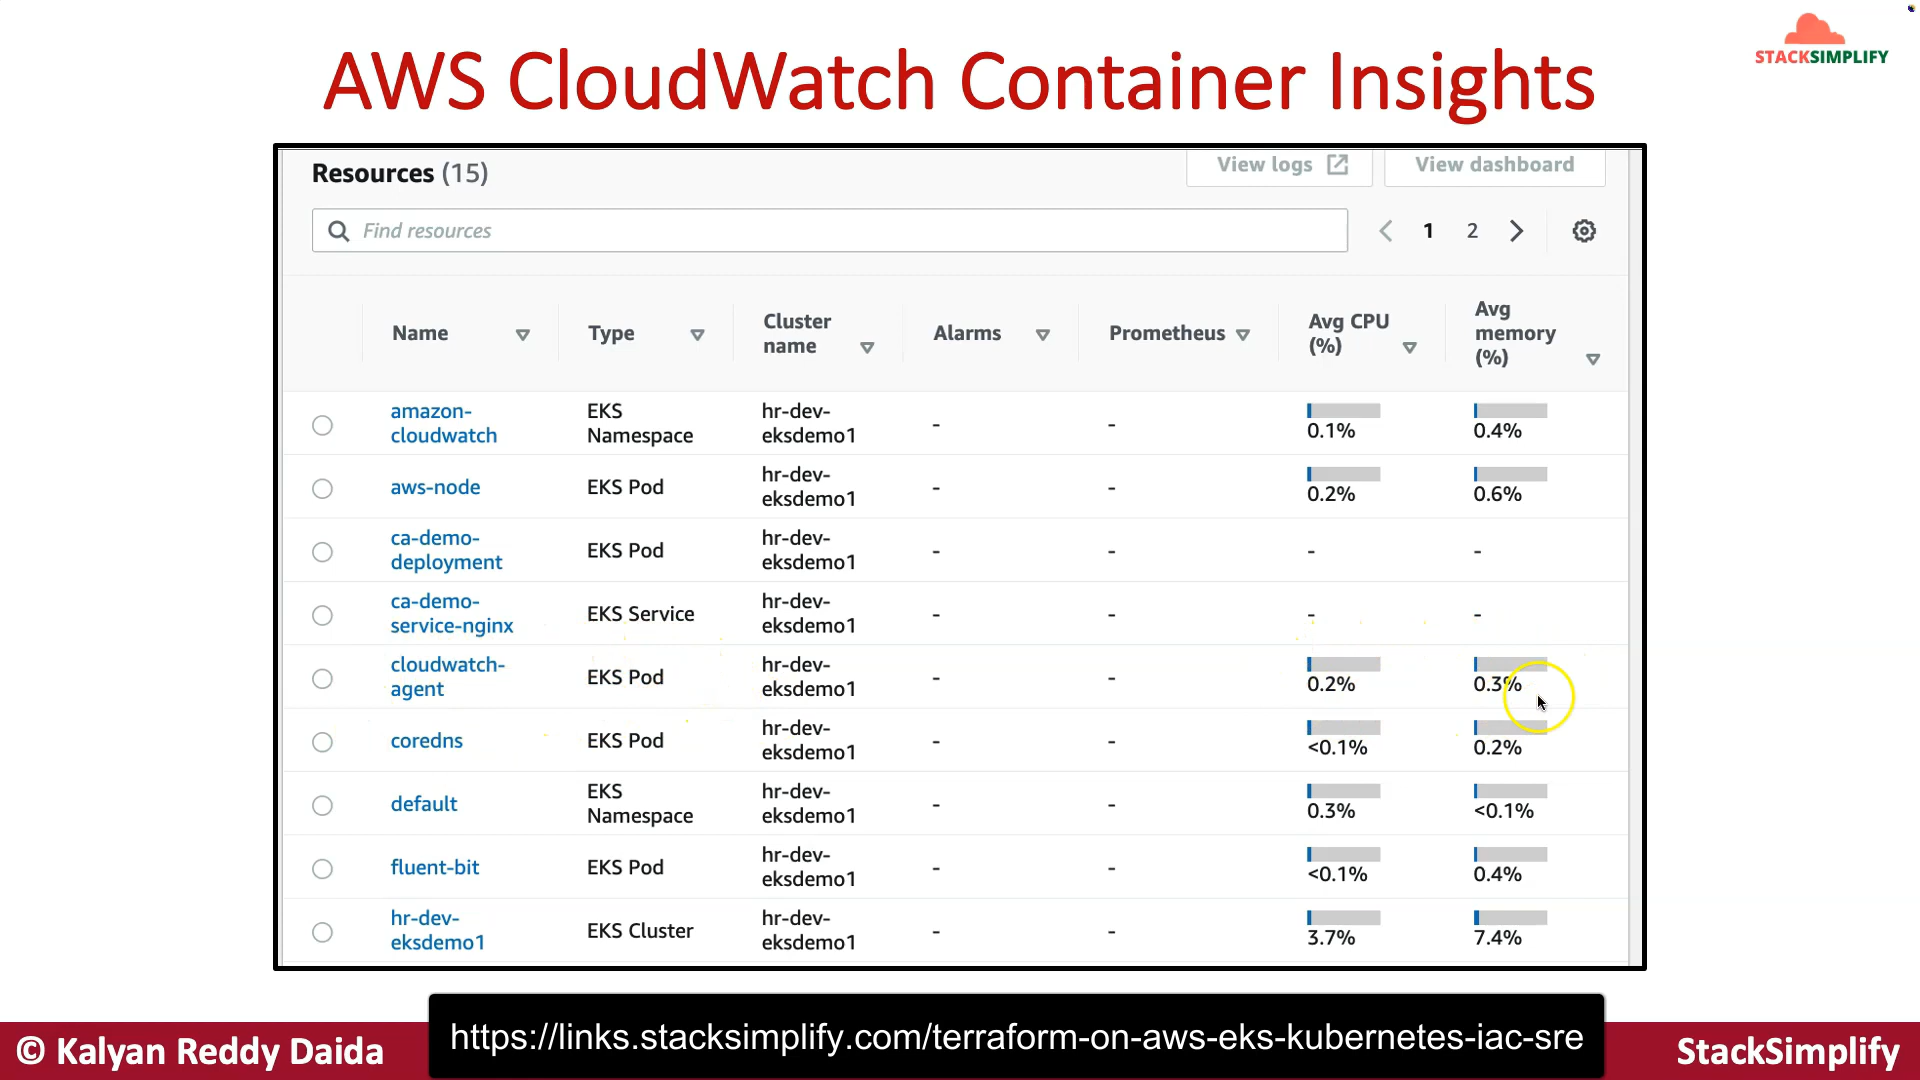 AWS CloudWatch Container Insights
STACKSIMPLIFY
Resources (15)
View logs
View dashboard
Find resources
1 2
Name Type Cluster name Alarms Prometheus Avg CPU (%) Avg memory (%)
amazon-cloudwatch EKS Namespace hr-dev-eksdemo1 - - 0.1% 0.4%
aws-node EKS Pod hr-dev-eksdemo1 - - 0.2% 0.6%
ca-demo-deployment EKS Pod hr-dev-eksdemo1 - - - -
ca-demo-service-nginx EKS Service hr-dev-eksdemo1 - - - -
cloudwatch-agent EKS Pod hr-dev-eksdemo1 - - 0.2% 0.3%
coredns EKS Pod hr-dev-eksdemo1 - - <0.1% 0.2%
default EKS Namespace hr-dev-eksdemo1 - - 0.3% <0.1%
fluent-bit EKS Pod hr-dev-eksdemo1 - - <0.1% 0.4%
hr-dev-eksdemo1 EKS Cluster hr-dev-eksdemo1 - - 3.7% 7.4%
© Kalyan Reddy Daida
https://links.stacksimplify.com/terraform-on-aws-eks-kubernetes-iac-sre
StackSimplify